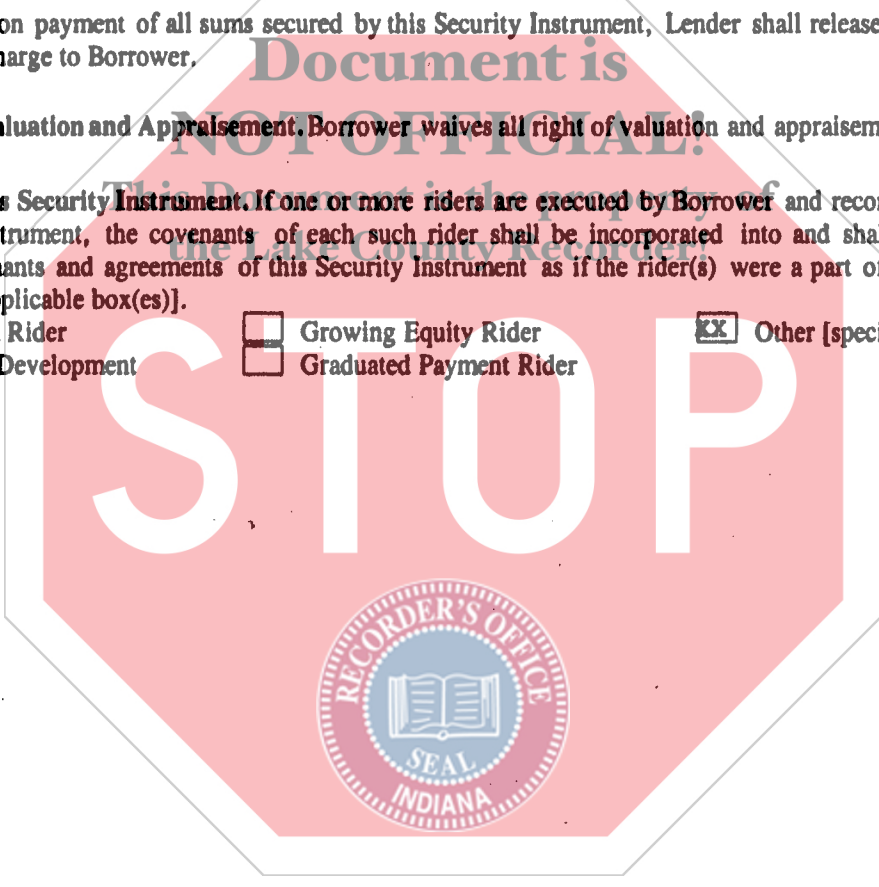 on payment of all sums secured by this Security Instrument, Lender shall release
arge to Borrower.
Document is
luation and Appraisement. Borrower waives all right of valuation and appraisem
NOT OFFICIAL!
This Document is the property of
s Security Instrument. If one or more riders are executed by Borrower and recor
the Lake County Recorder!
trument, the covenants of each such rider shall be incorporated into and shal
ants and agreements of this Security Instrument as if the rider(s) were a part o
plicable box(es)].
Rider Growing Equity Rider XX Other [speci
Development Graduated Payment Rider
STOP
RECORDER'S OFFICE
SEAL
INDIANA